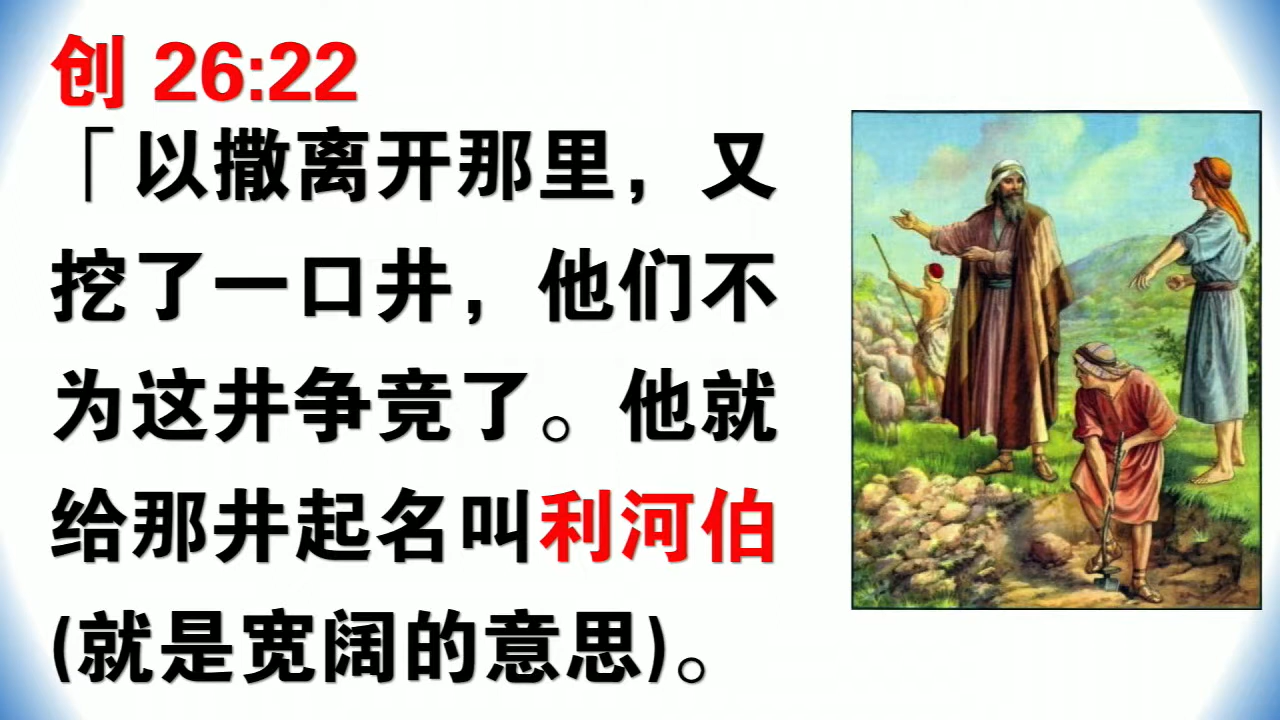 创 26:22
「以撒离开那里，又
挖了一口井，他们不
为这井争竞了。他就
给那井起名叫利河伯
(就是宽阔的意思)。